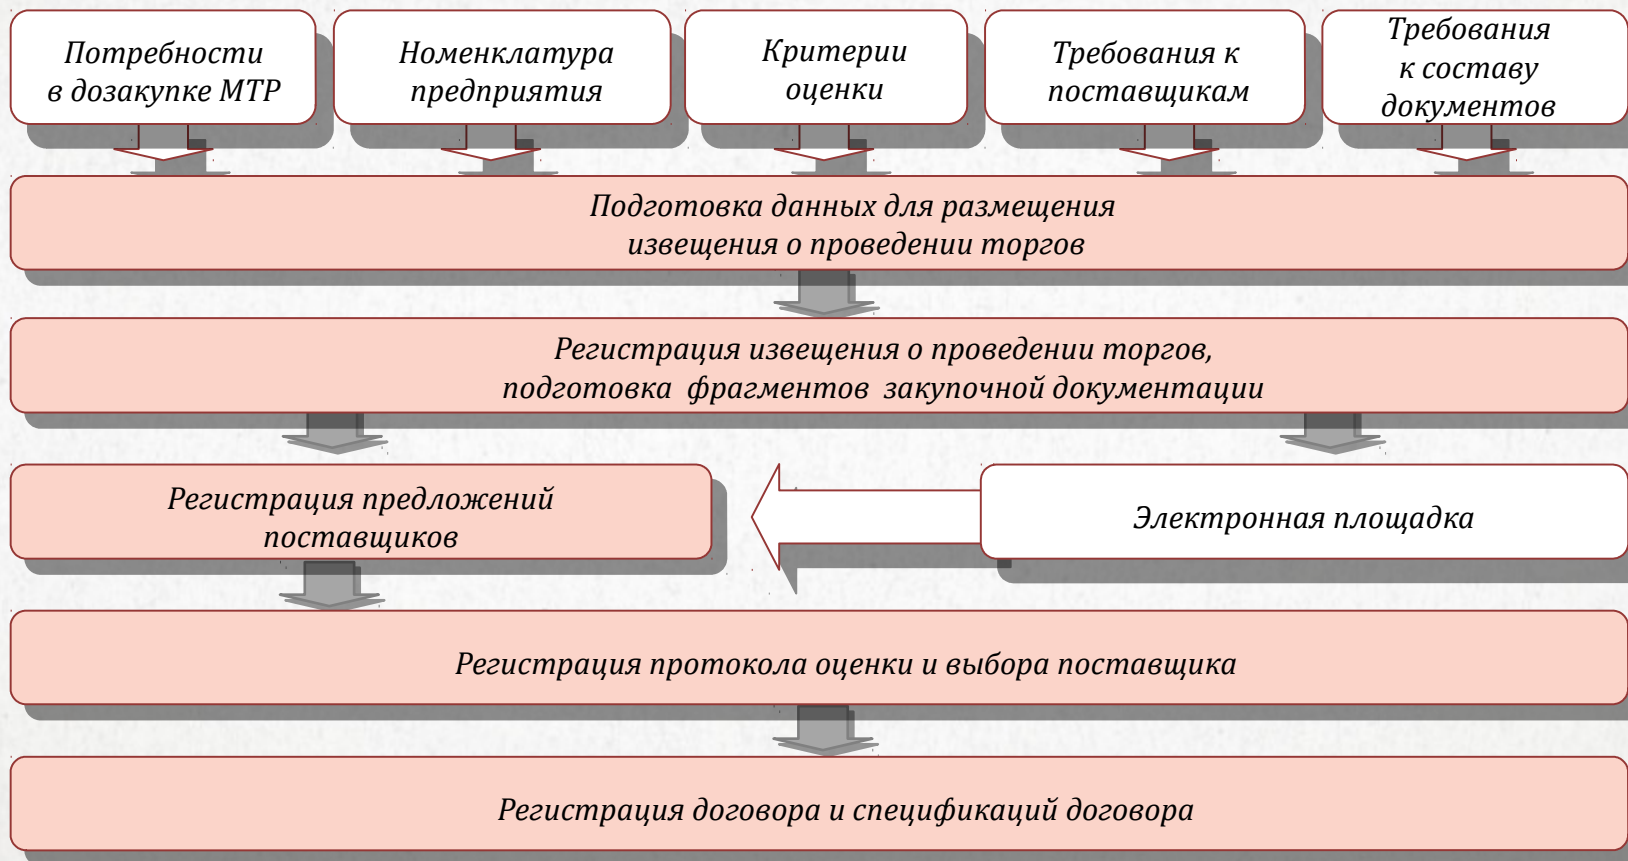 Потребности
в дозакупке МТР
Номенклатура
предприятия
Критерии
оценки
Требования к
поставщикам
Требования
к составу
документов
Подготовка данных для размещения
извещения о проведении торгов
Регистрация извещения о проведении торгов,
подготовка фрагментов закупочной документации
Регистрация предложений
поставщиков
Электронная площадка
Регистрация протокола оценки и выбора поставщика
Регистрация договора и спецификаций договора